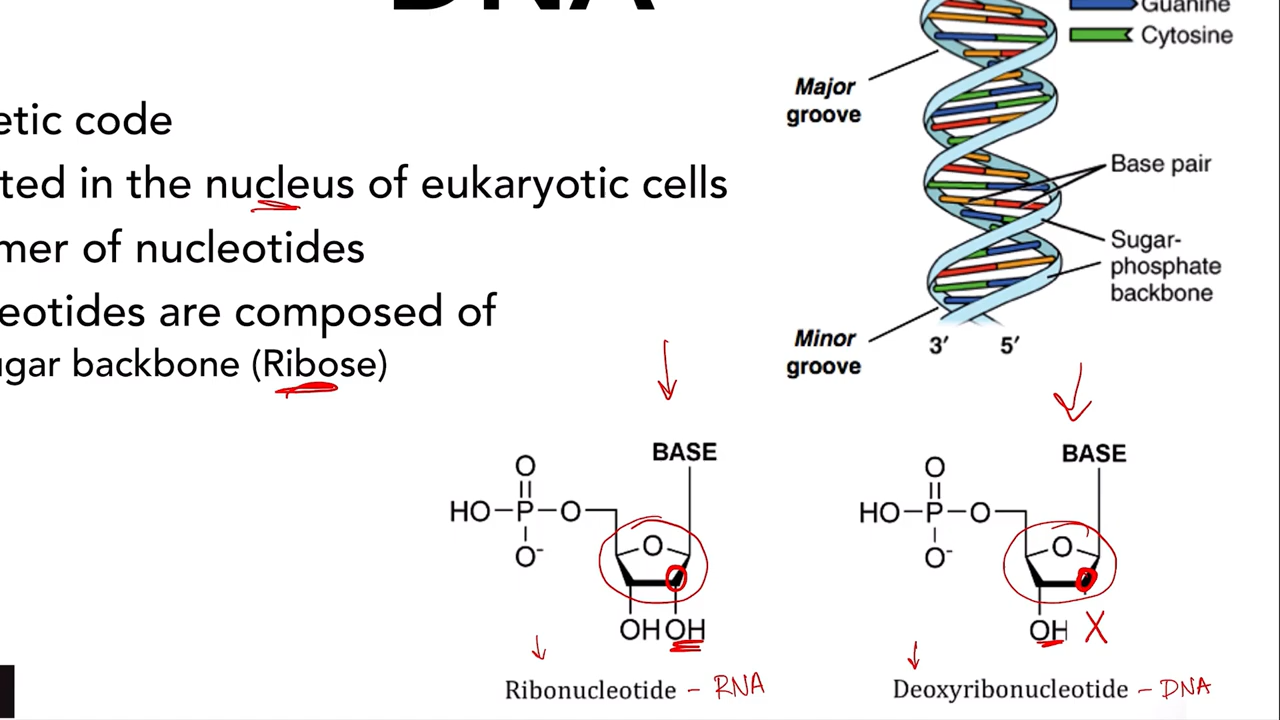 DNA
etic code
ted in the nucleus of eukaryotic cells
mer of nucleotides
eotides are composed of
ugar backbone (Ribose)
Guanine
Cytosine
Major
groove
Base pair
Sugar-
phosphate
backbone
Minor
groove
3′ 5′
BASE
O
HO–P–O
O⁻
O
OH OH
Ribonucleotide – RNA
BASE
O
HO–P–O
O⁻
O
OH X
Deoxyribonucleotide – DNA